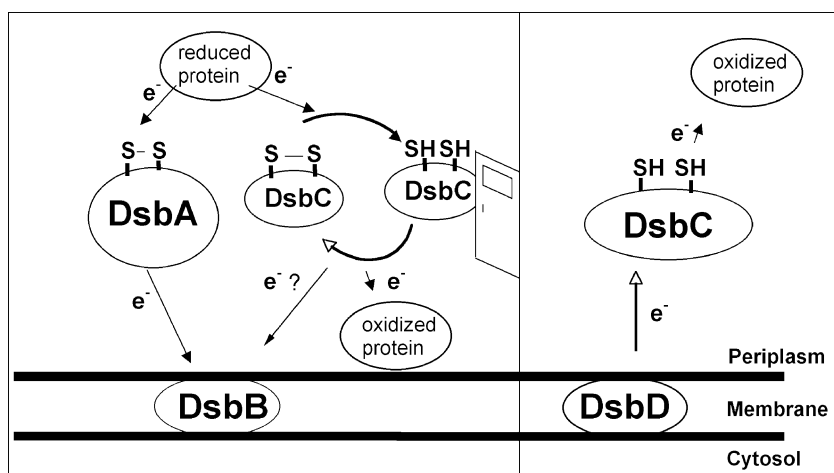 reduced
protein
e-
e-
S – S
DsbA
S — S
DsbC
SH SH
DsbC
e-
e- ?
e-
oxidized
protein
DsbB
oxidized
protein
e-
SH SH
DsbC
e-
Periplasm
DsbD
Membrane
Cytosol